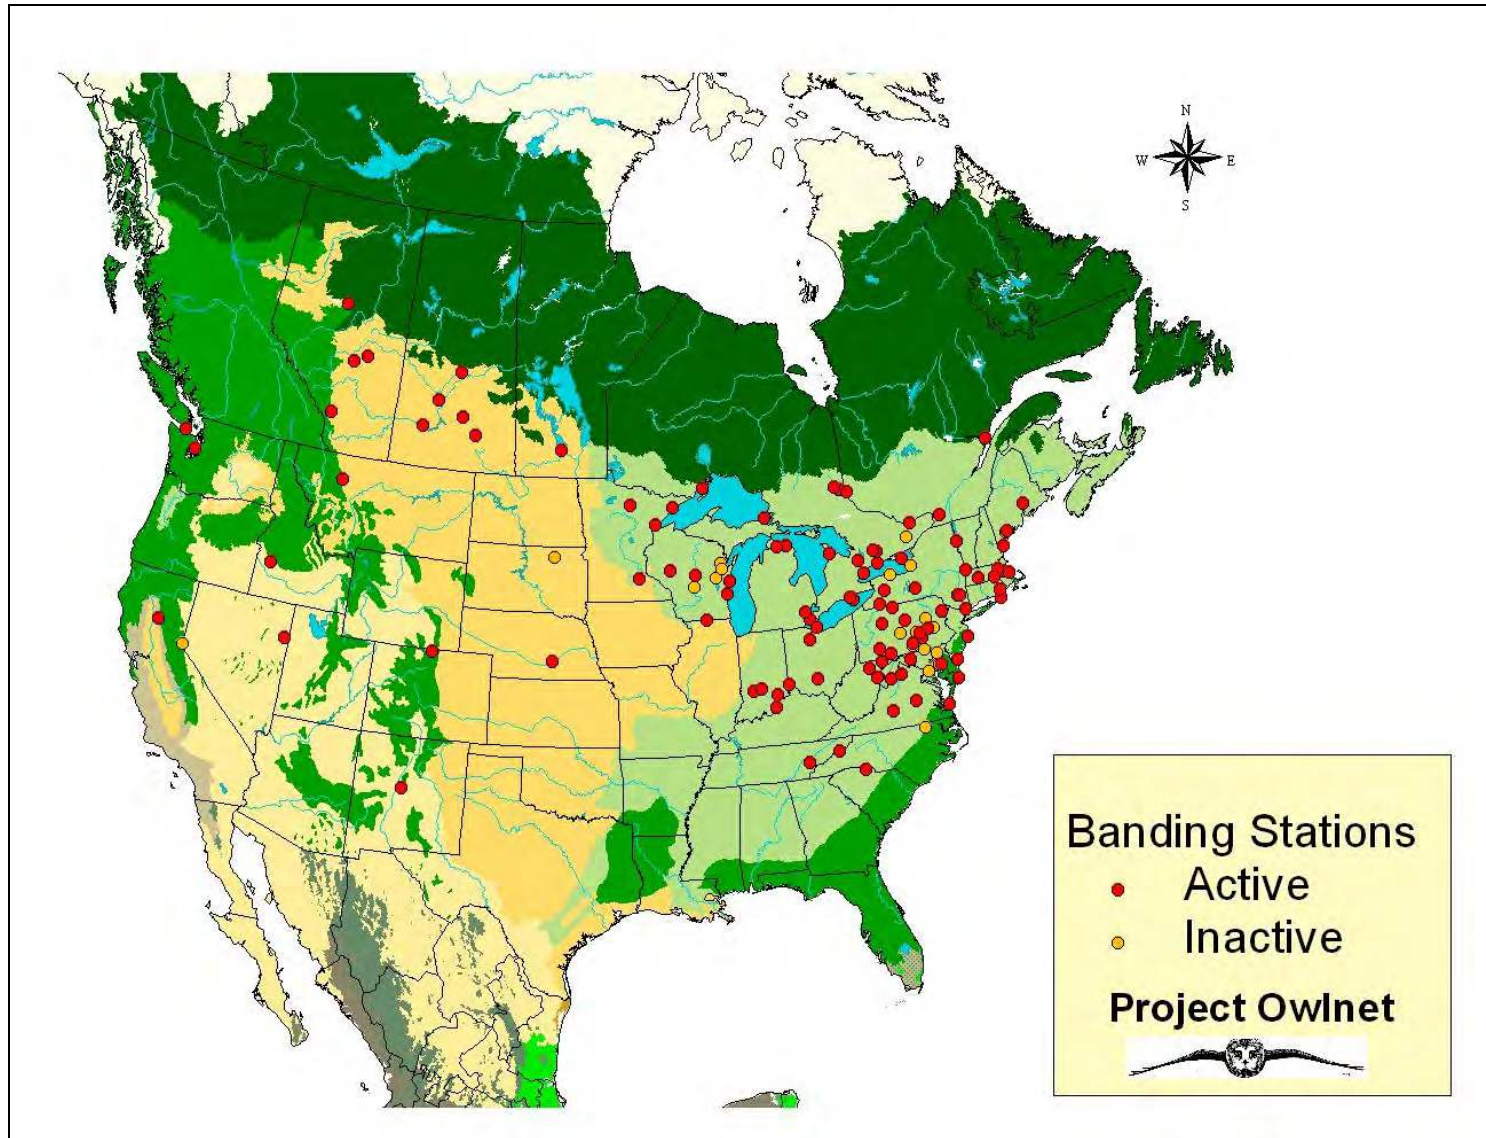 N
W E
S
Banding Stations
Active
Inactive
Project Owlnet